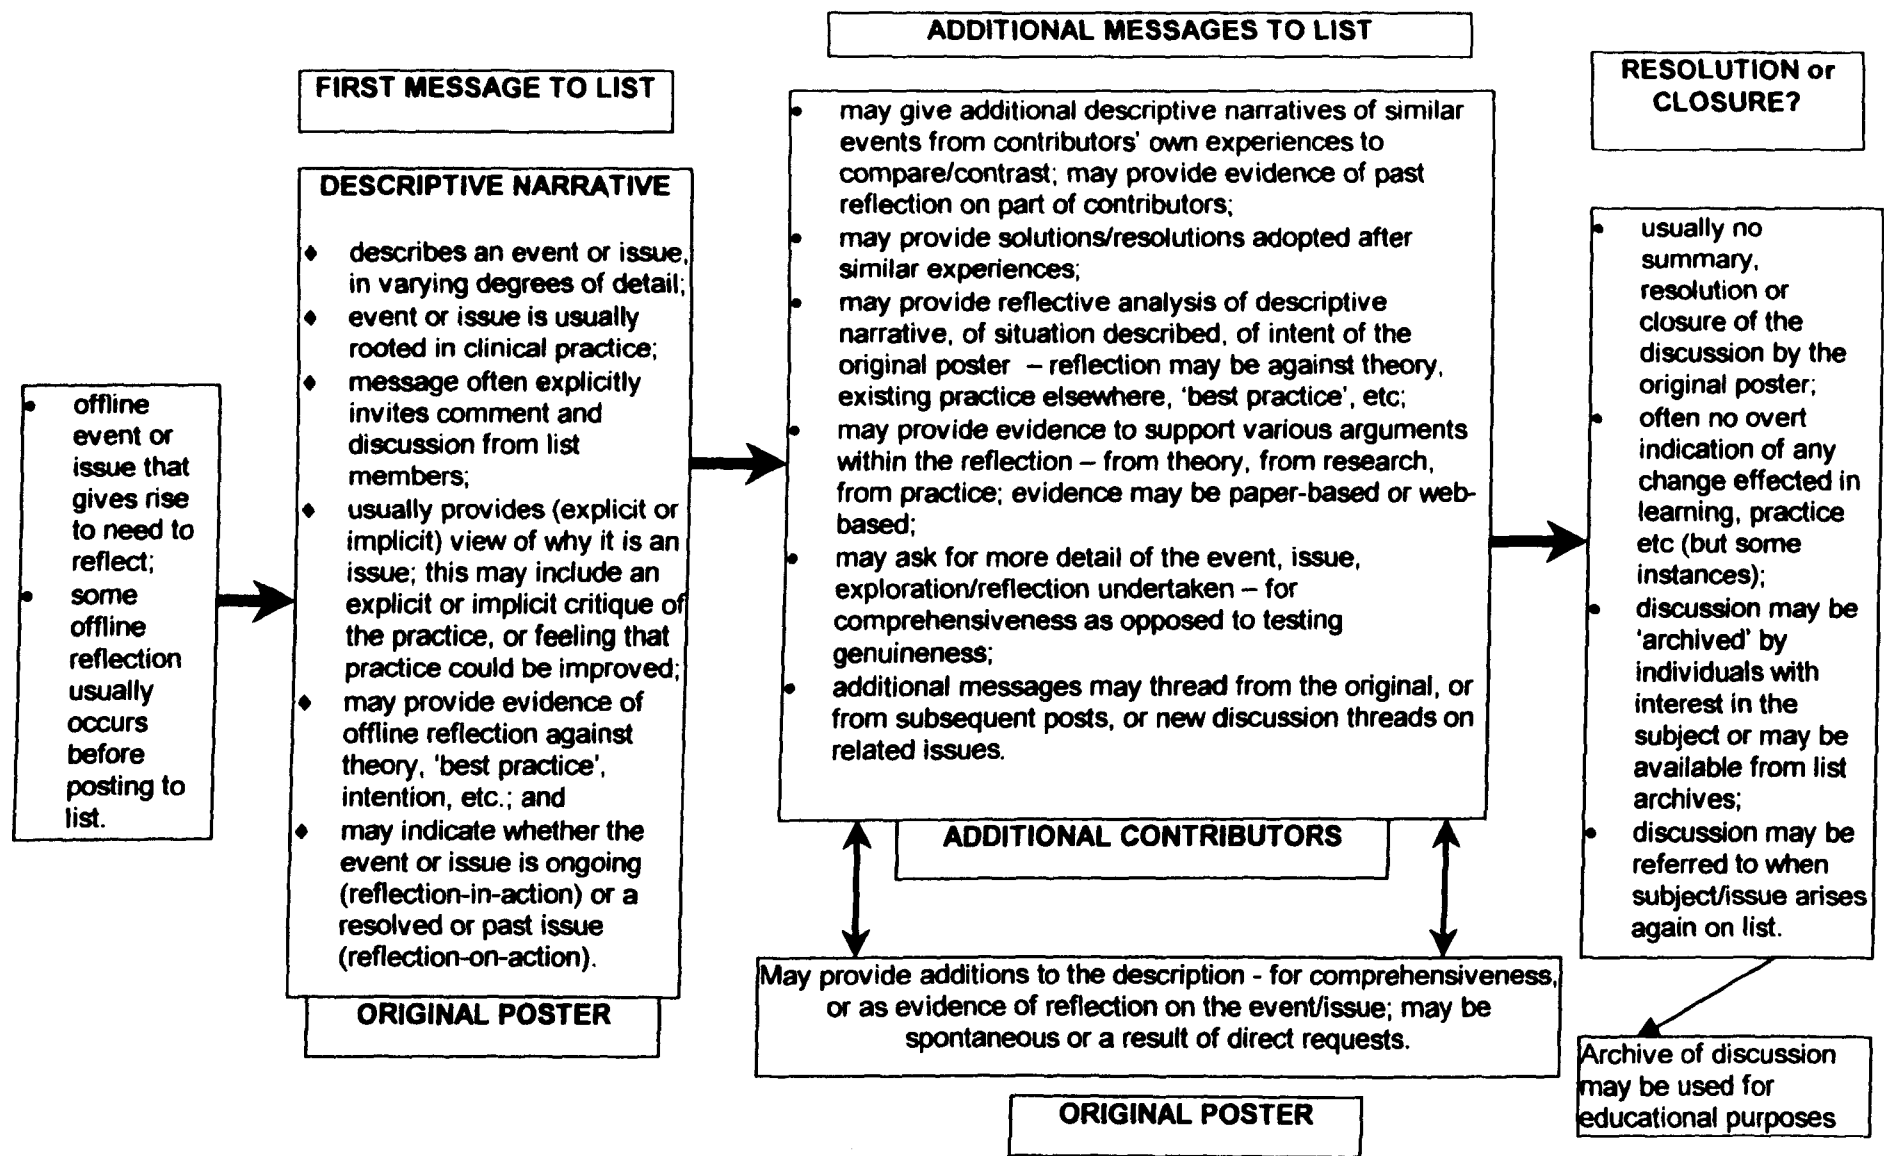 • offline
event or
issue that
gives rise
to need to
reflect;
• some
offline
reflection
usually
occurs
before
posting to
list.
FIRST MESSAGE TO LIST
DESCRIPTIVE NARRATIVE
♦ describes an event or issue,
in varying degrees of detail;
♦ event or issue is usually
rooted in clinical practice;
♦ message often explicitly
invites comment and
discussion from list
members;
♦ usually provides (explicit or
implicit) view of why it is an
issue; this may include an
explicit or implicit critique of
the practice, or feeling that
practice could be improved;
♦ may provide evidence of
offline reflection against
theory, 'best practice',
intention, etc.; and
♦ may indicate whether the
event or issue is ongoing
(reflection-in-action) or a
resolved or past issue
(reflection-on-action).
ORIGINAL POSTER
ADDITIONAL MESSAGES TO LIST
• may give additional descriptive narratives of similar
events from contributors' own experiences to
compare/contrast; may provide evidence of past
reflection on part of contributors;
• may provide solutions/resolutions adopted after
similar experiences;
• may provide reflective analysis of descriptive
narrative, of situation described, of intent of the
original poster – reflection may be against theory,
existing practice elsewhere, 'best practice', etc;
• may provide evidence to support various arguments
within the reflection – from theory, from research,
from practice; evidence may be paper-based or web-
based;
• may ask for more detail of the event, issue,
exploration/reflection undertaken – for
comprehensiveness as opposed to testing
genuineness;
• additional messages may thread from the original, or
from subsequent posts, or new discussion threads on
related issues.
ADDITIONAL CONTRIBUTORS
May provide additions to the description - for comprehensiveness,
or as evidence of reflection on the event/issue; may be
spontaneous or a result of direct requests.
ORIGINAL POSTER
RESOLUTION or
CLOSURE?
• usually no
summary,
resolution or
closure of the
discussion by the
original poster;
• often no overt
indication of any
change effected in
learning, practice
etc (but some
instances);
• discussion may be
'archived' by
individuals with
interest in the
subject or may be
available from list
archives;
• discussion may be
referred to when
subject/issue arises
again on list.
Archive of discussion
may be used for
educational purposes